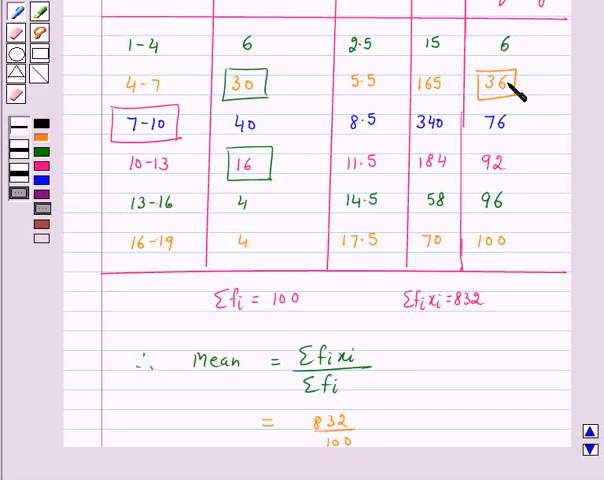 1-4 6 2.5 15 6
4-7 30 5.5 165 36
7-10 40 8.5 340 76
10-13 16 11.5 184 92
13-16 4 14.5 58 96
16-19 4 17.5 70 100
Σfi = 100 Σfixi=832
∴ Mean = Σfixi
Σfi
= 832
100